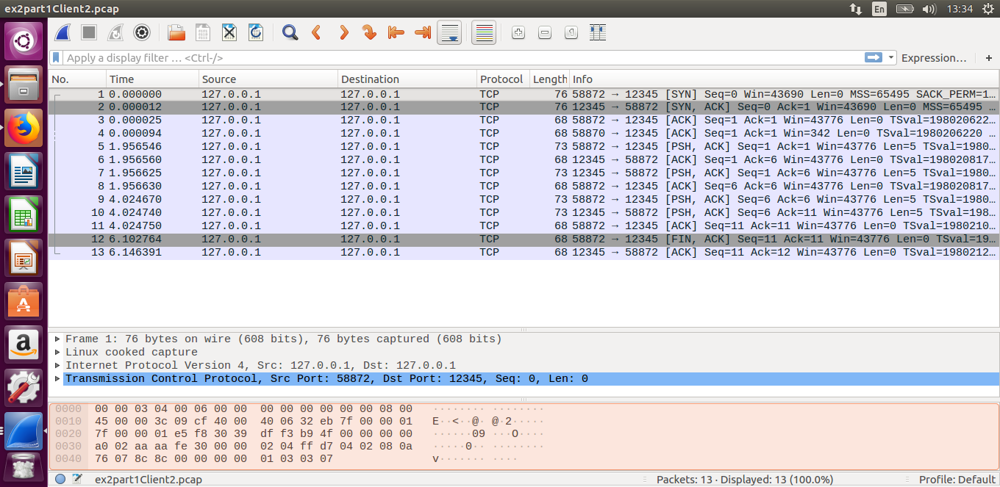 ex2part1Client2.pcap En 13:34
Apply a display filter … <Ctrl-/> Expression… +
No. Time Source Destination Protocol Length Info
1 0.000000 127.0.0.1 127.0.0.1 TCP 76 58872 → 12345 [SYN] Seq=0 Win=43690 Len=0 MSS=65495 SACK_PERM=1…
2 0.000012 127.0.0.1 127.0.0.1 TCP 76 12345 → 58872 [SYN, ACK] Seq=0 Ack=1 Win=43690 Len=0 MSS=65495 …
3 0.000025 127.0.0.1 127.0.0.1 TCP 68 58872 → 12345 [ACK] Seq=1 Ack=1 Win=43776 Len=0 TSval=198020622…
4 0.000094 127.0.0.1 127.0.0.1 TCP 68 58870 → 12345 [ACK] Seq=1 Ack=1 Win=342 Len=0 TSval=1980206220 …
5 1.956546 127.0.0.1 127.0.0.1 TCP 73 58872 → 12345 [PSH, ACK] Seq=1 Ack=1 Win=43776 Len=5 TSval=1980…
6 1.956560 127.0.0.1 127.0.0.1 TCP 68 12345 → 58872 [ACK] Seq=1 Ack=6 Win=43776 Len=0 TSval=198020817…
7 1.956625 127.0.0.1 127.0.0.1 TCP 73 12345 → 58872 [PSH, ACK] Seq=1 Ack=6 Win=43776 Len=5 TSval=1980…
8 1.956630 127.0.0.1 127.0.0.1 TCP 68 58872 → 12345 [ACK] Seq=6 Ack=6 Win=43776 Len=0 TSval=198020817…
9 4.024670 127.0.0.1 127.0.0.1 TCP 73 58872 → 12345 [PSH, ACK] Seq=6 Ack=6 Win=43776 Len=5 TSval=1980…
10 4.024740 127.0.0.1 127.0.0.1 TCP 73 12345 → 58872 [PSH, ACK] Seq=6 Ack=11 Win=43776 Len=5 TSval=198…
11 4.024750 127.0.0.1 127.0.0.1 TCP 68 58872 → 12345 [ACK] Seq=11 Ack=11 Win=43776 Len=0 TSval=1980210…
12 6.102764 127.0.0.1 127.0.0.1 TCP 68 58872 → 12345 [FIN, ACK] Seq=11 Ack=11 Win=43776 Len=0 TSval=19…
13 6.146391 127.0.0.1 127.0.0.1 TCP 68 12345 → 58872 [ACK] Seq=11 Ack=12 Win=43776 Len=0 TSval=1980212…
Frame 1: 76 bytes on wire (608 bits), 76 bytes captured (608 bits)
Linux cooked capture
Internet Protocol Version 4, Src: 127.0.0.1, Dst: 127.0.0.1
Transmission Control Protocol, Src Port: 58872, Dst Port: 12345, Seq: 0, Len: 0
0000 00 00 03 04 00 06 00 00 00 00 00 00 00 00 08 00 ········ ········
0010 45 00 00 3c 09 cf 40 00 40 06 32 eb 7f 00 00 01 E··<··@· @·2·····
0020 7f 00 00 01 e5 f8 30 39 df f3 b9 4f 00 00 00 00 ······09 ···O····
0030 a0 02 aa aa fe 30 00 00 02 04 ff d7 04 02 08 0a ·····0·· ········
0040 76 07 8c 8c 00 00 00 00 01 03 03 07 v······· ····
ex2part1Client2.pcap Packets: 13 · Displayed: 13 (100.0%) Profile: Default